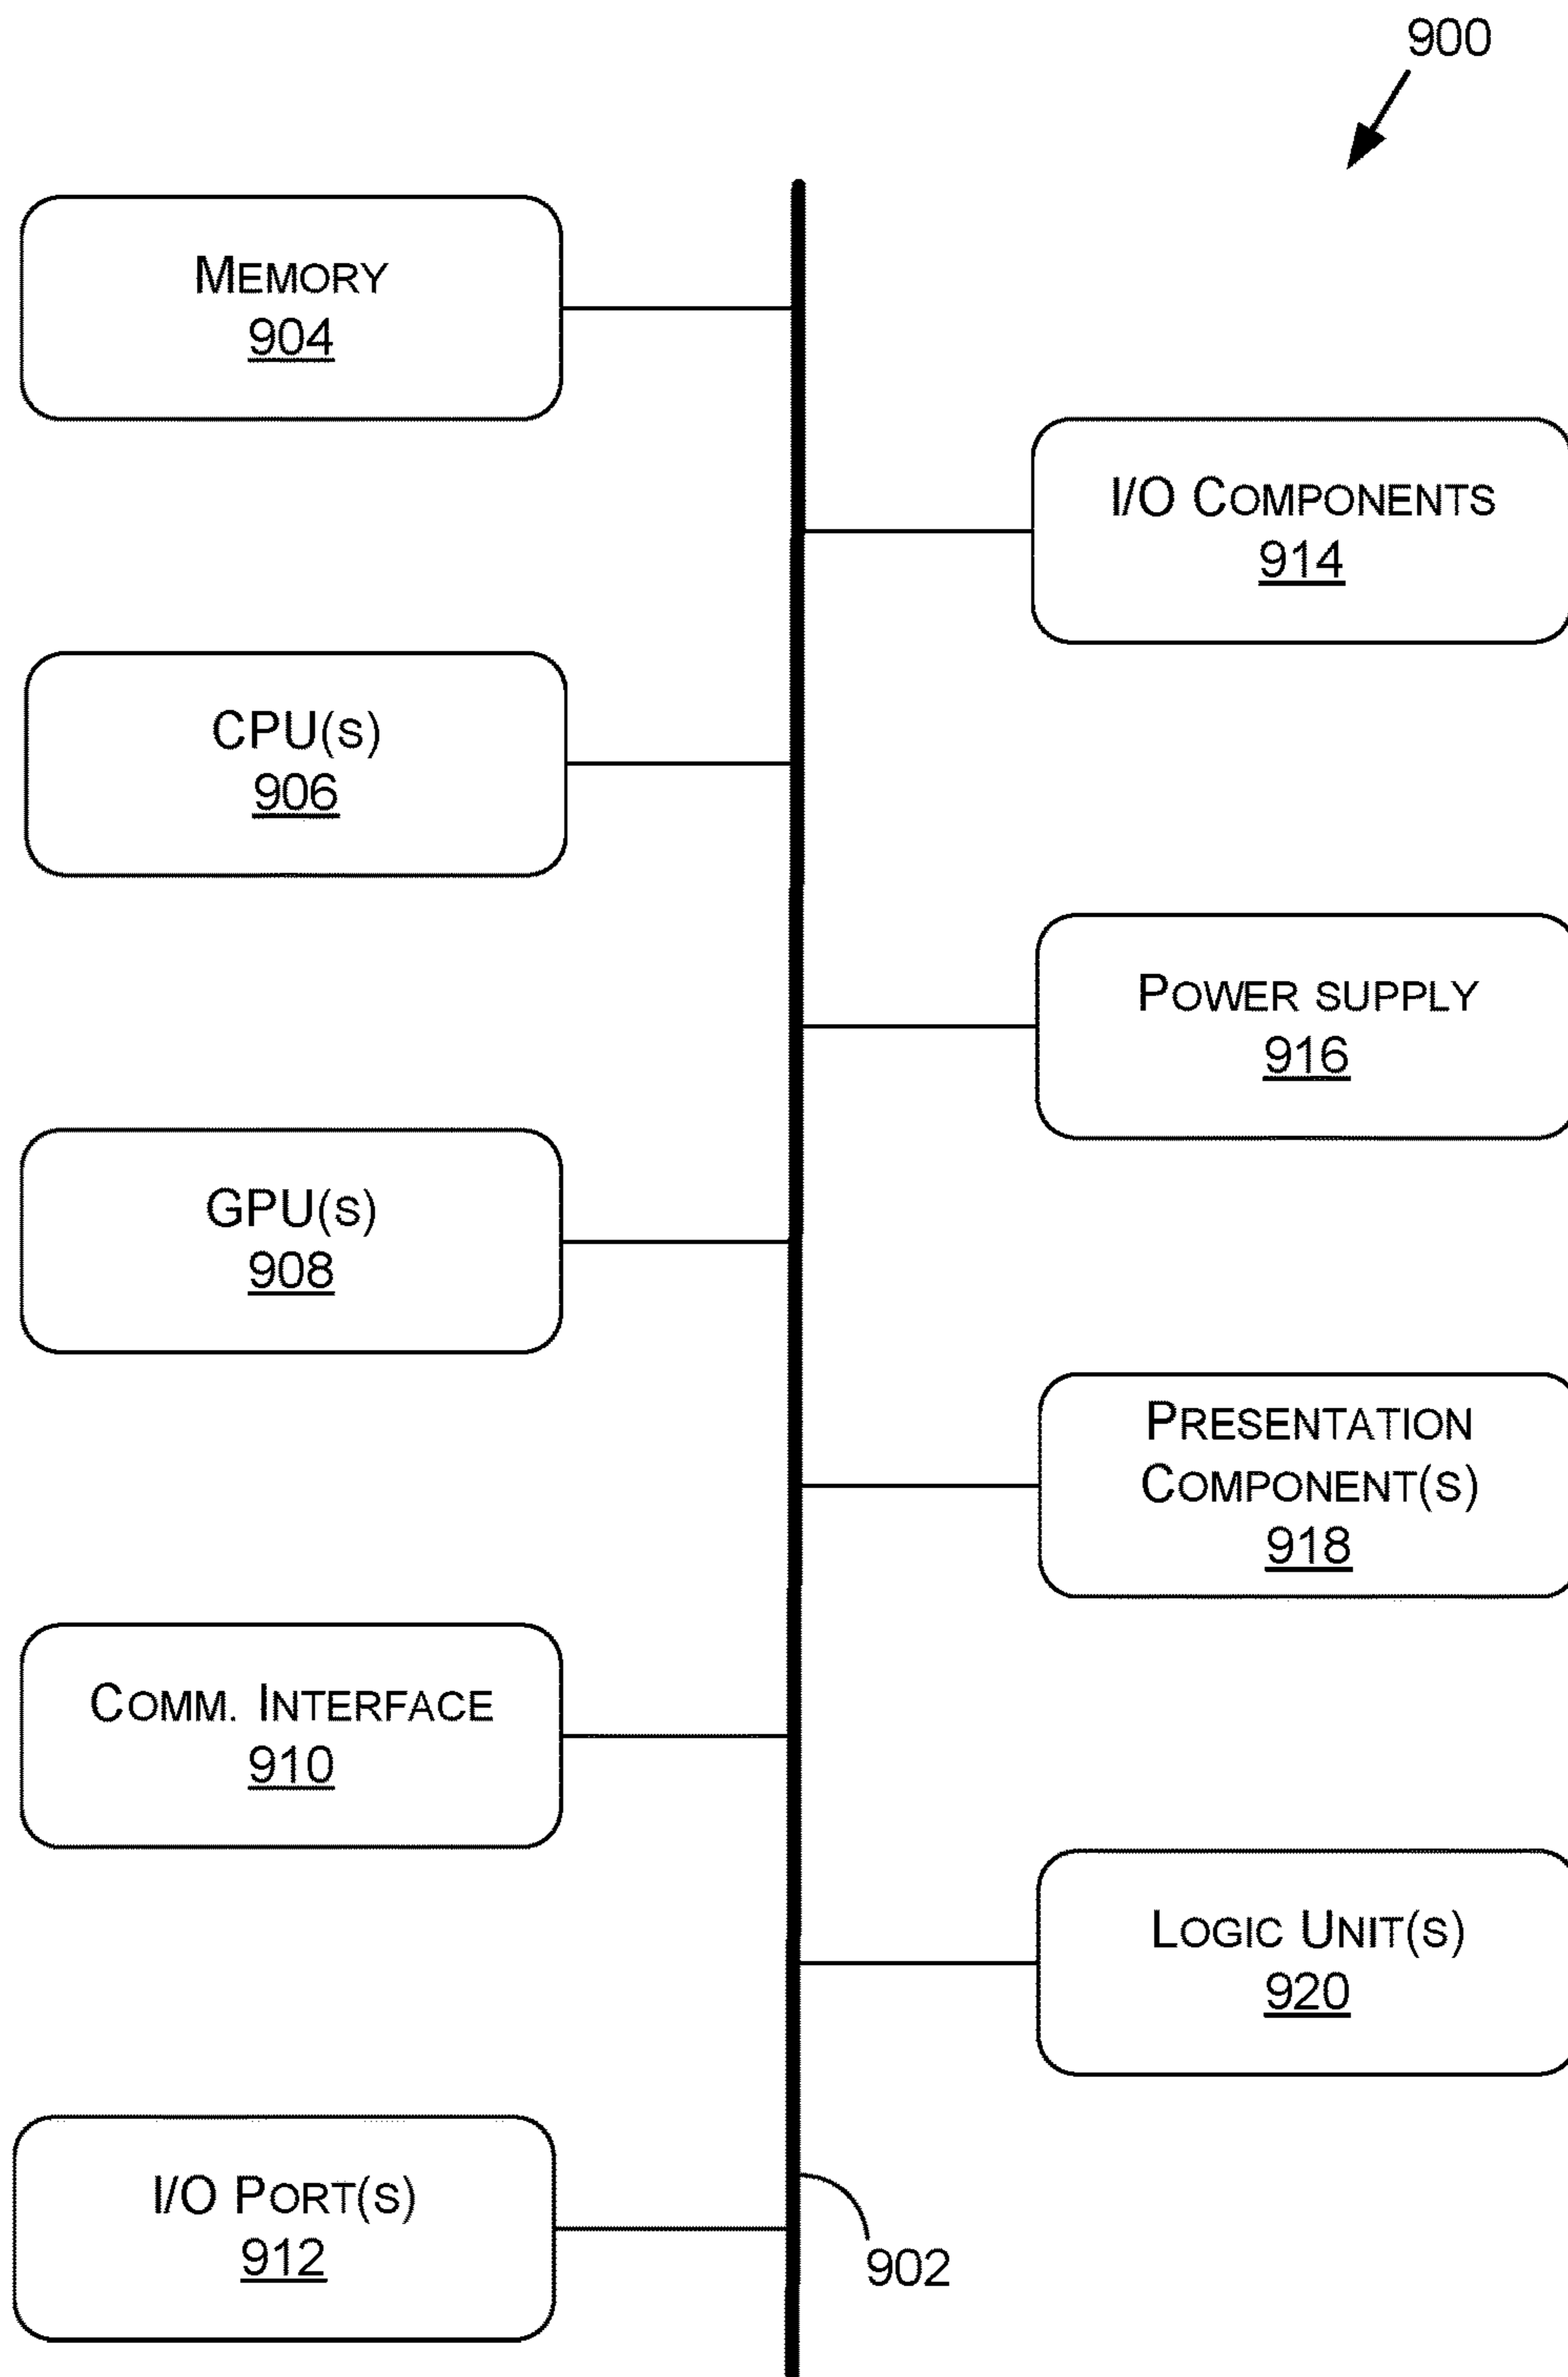 900
MEMORY
904
I/O COMPONENTS
914
CPU(S)
906
POWER SUPPLY
916
GPU(S)
908
PRESENTATION
COMPONENT(S)
918
COMM. INTERFACE
910
LOGIC UNIT(S)
920
I/O PORT(S)
912
902